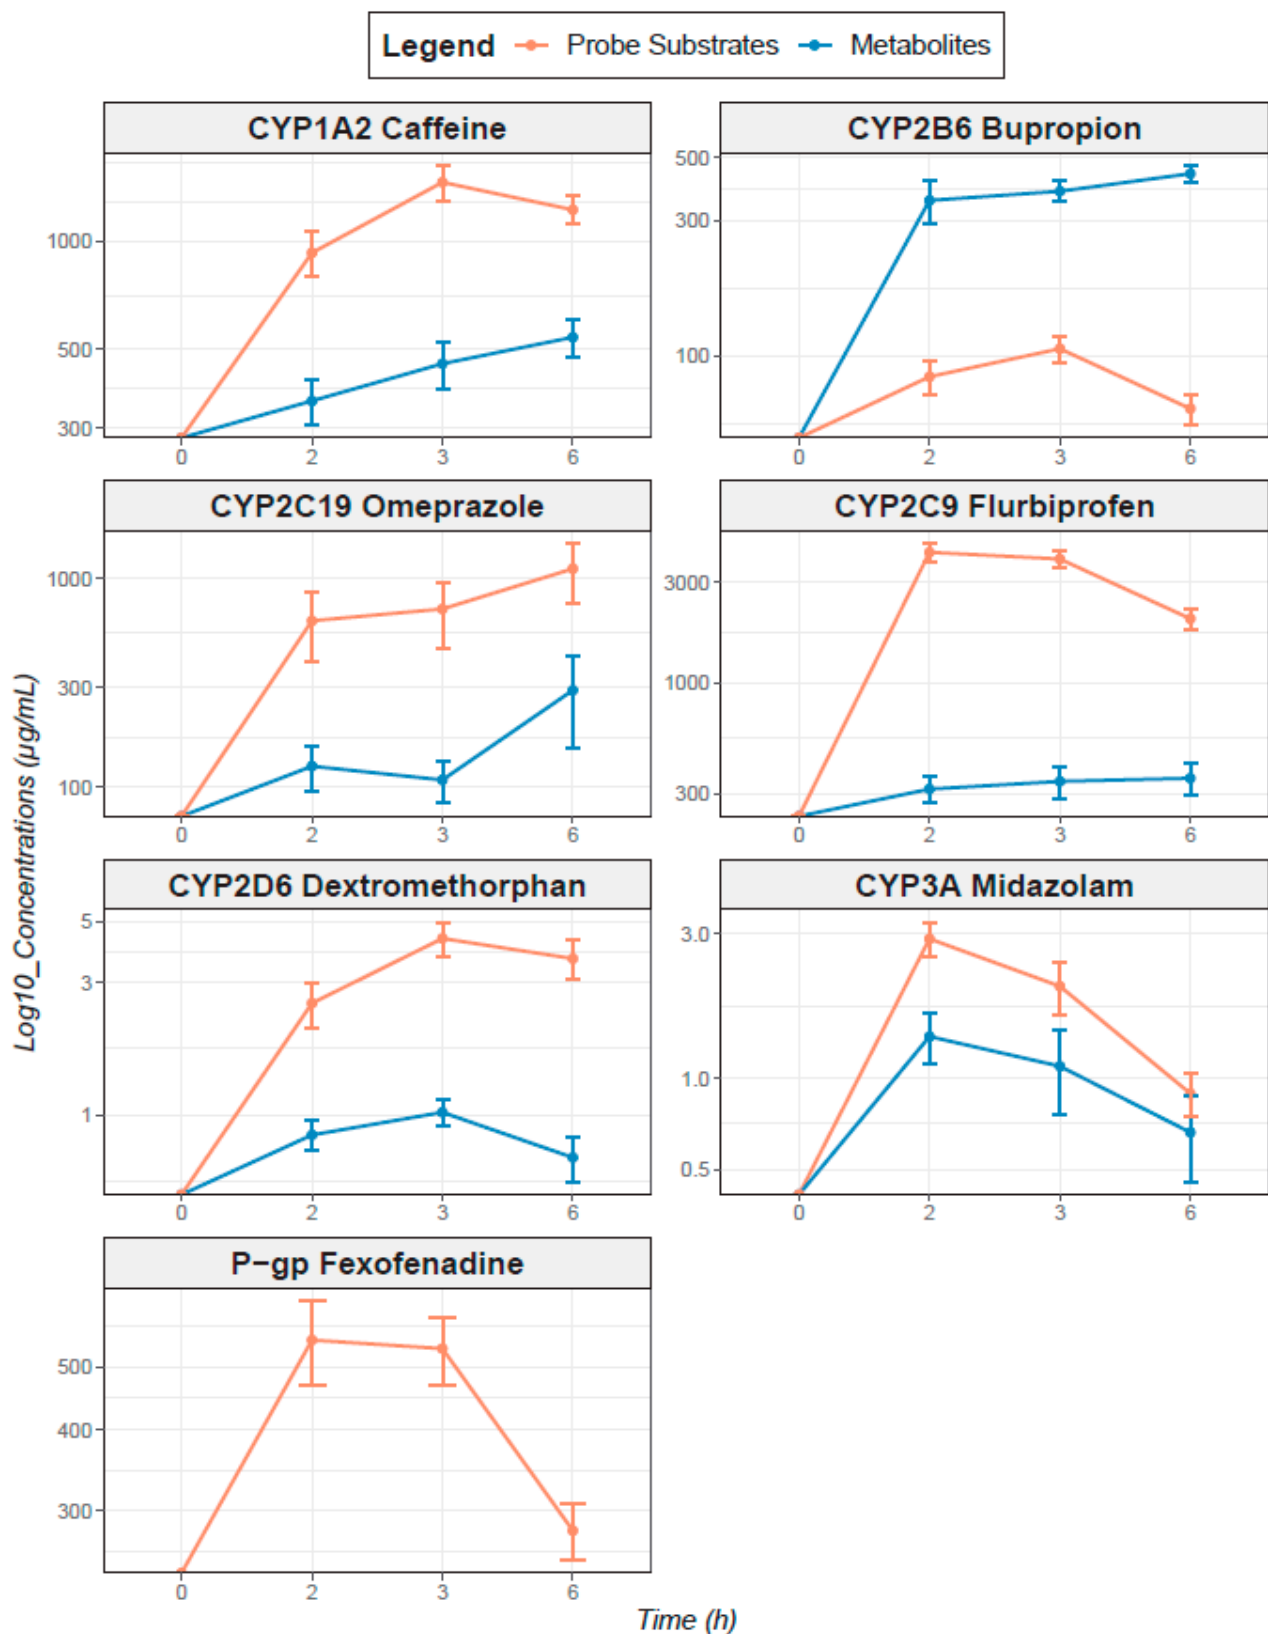 Legend Probe Substrates Metabolites
CYP1A2 Caffeine
1000
500
300
0 2 3 6
CYP2B6 Bupropion
500
300
100
0 2 3 6
CYP2C19 Omeprazole
1000
300
100
0 2 3 6
CYP2C9 Flurbiprofen
3000
1000
300
0 2 3 6
CYP2D6 Dextromethorphan
5
3
1
0 2 3 6
CYP3A Midazolam
3.0
1.0
0.5
0 2 3 6
P−gp Fexofenadine
500
400
300
0 2 3 6
Log10_Concentrations (μg/mL)
Time (h)